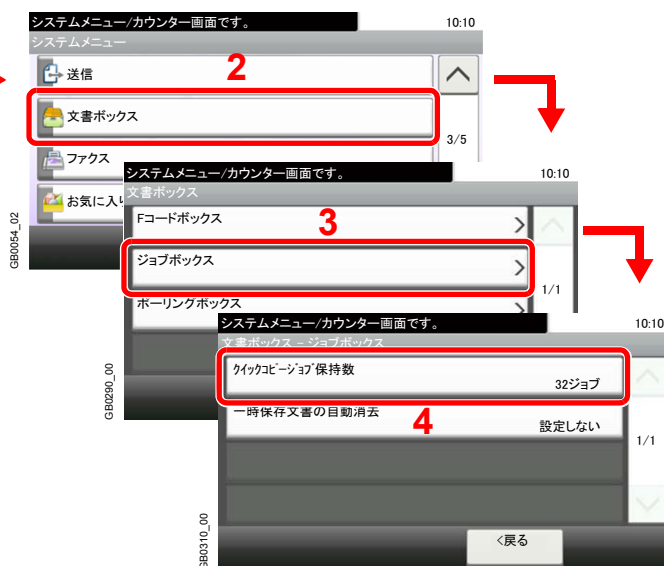 システムメニュー/カウンター画面です。
10:10
システムメニュー
送信
2
文書ボックス
3/5
ファクス
お気に入り
GB0054_02
システムメニュー/カウンター画面です。
10:10
文書ボックス
Fコードボックス
3
ジョブボックス
1/1
ポーリングボックス
GB0290_00
システムメニュー/カウンター画面です。
10:10
文書ボックス - ジョブボックス
ｸイックコピージョブ保持数
32ジョブ
一時保存文書の自動消去
4
設定しない
1/1
GB0310_00
<戻る